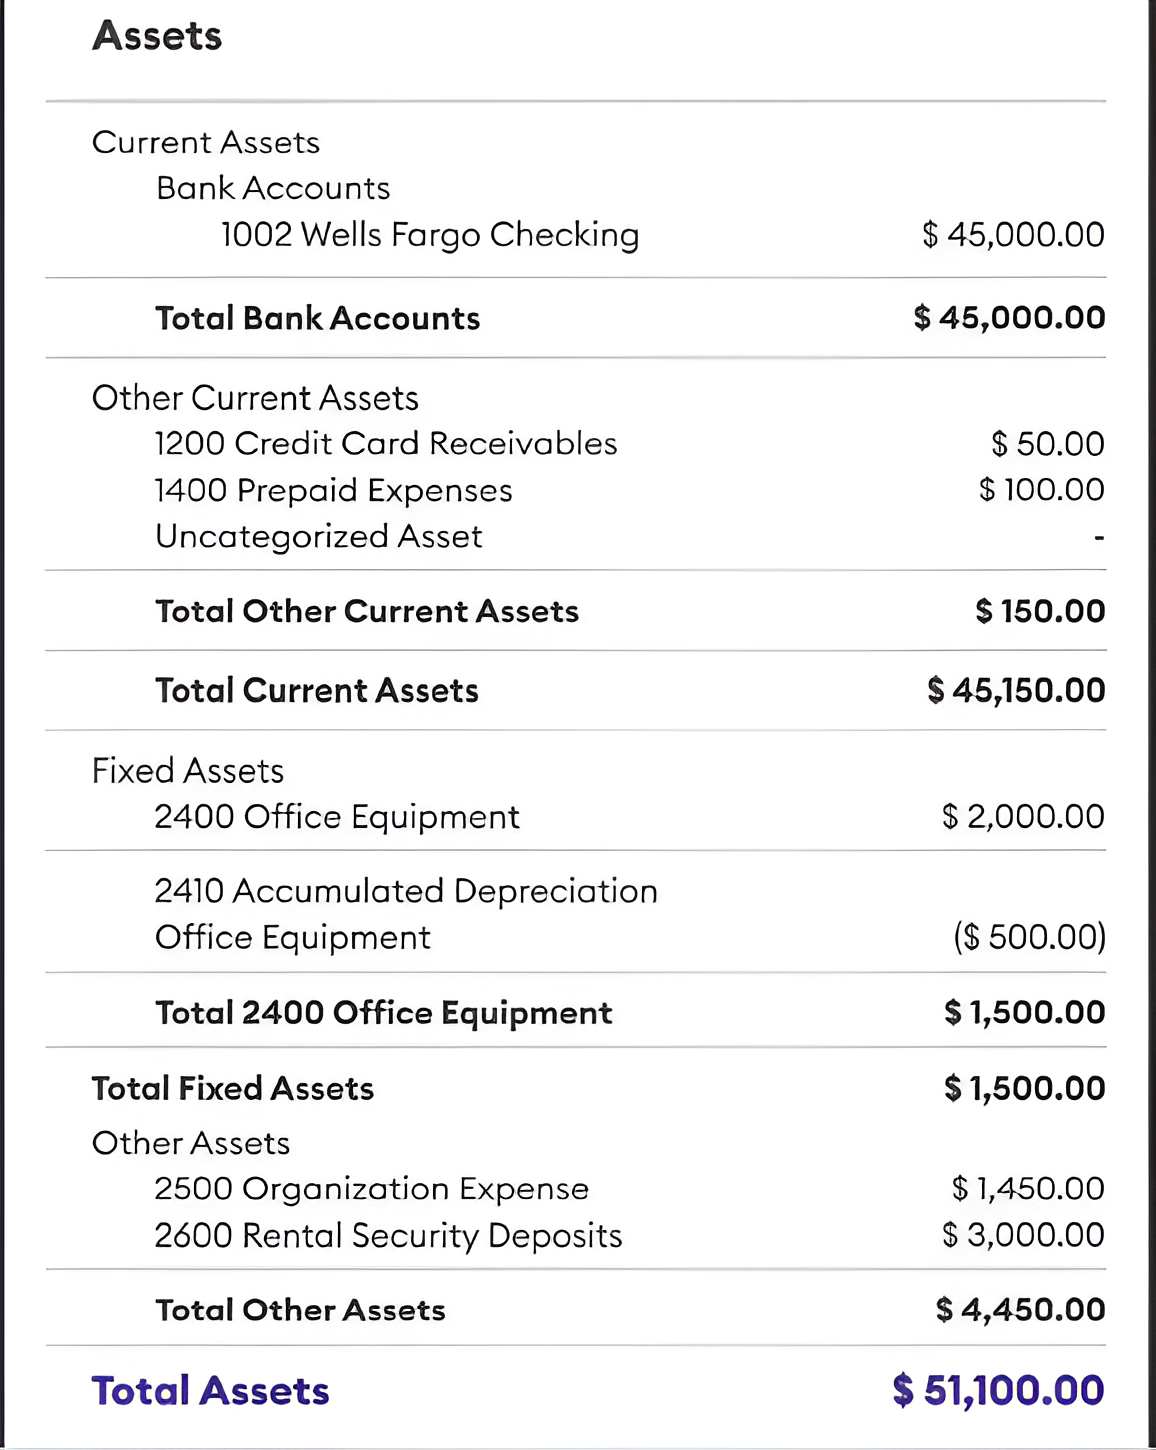 Assets
Current Assets
Bank Accounts
1002 Wells Fargo Checking $ 45,000.00
Total Bank Accounts $ 45,000.00
Other Current Assets
1200 Credit Card Receivables $ 50.00
1400 Prepaid Expenses $ 100.00
Uncategorized Asset -
Total Other Current Assets $ 150.00
Total Current Assets $ 45,150.00
Fixed Assets
2400 Office Equipment $ 2,000.00
2410 Accumulated Depreciation
Office Equipment ($ 500.00)
Total 2400 Office Equipment $ 1,500.00
Total Fixed Assets $ 1,500.00
Other Assets
2500 Organization Expense $ 1,450.00
2600 Rental Security Deposits $ 3,000.00
Total Other Assets $ 4,450.00
Total Assets $ 51,100.00